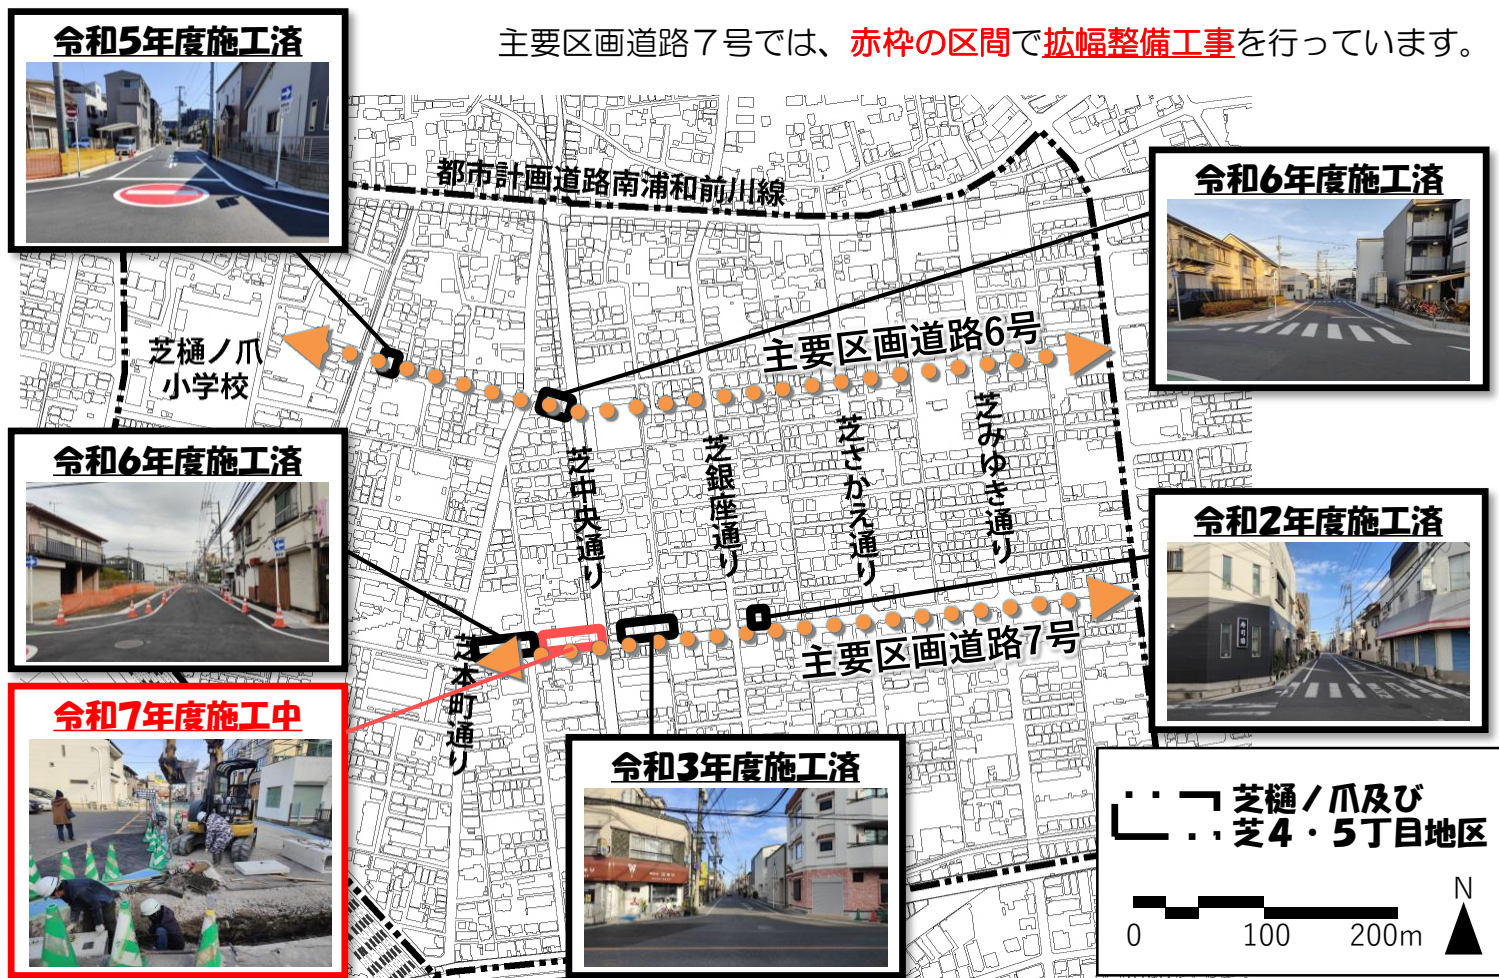 主要区画道路７号では、赤枠の区間で拡幅整備工事を行っています。
令和5年度施工済
都市計画道路南浦和前川線
令和6年度施工済
主要区画道路6号
芝樋ノ爪
小学校
令和6年度施工済
芝中央通り
芝銀座通り
芝さかえ通り
芝みゆき通り
令和2年度施工済
芝本町通り
主要区画道路7号
令和7年度施工中
令和3年度施工済
芝樋ノ爪及び
芝４・５丁目地区
N
0 100 200m